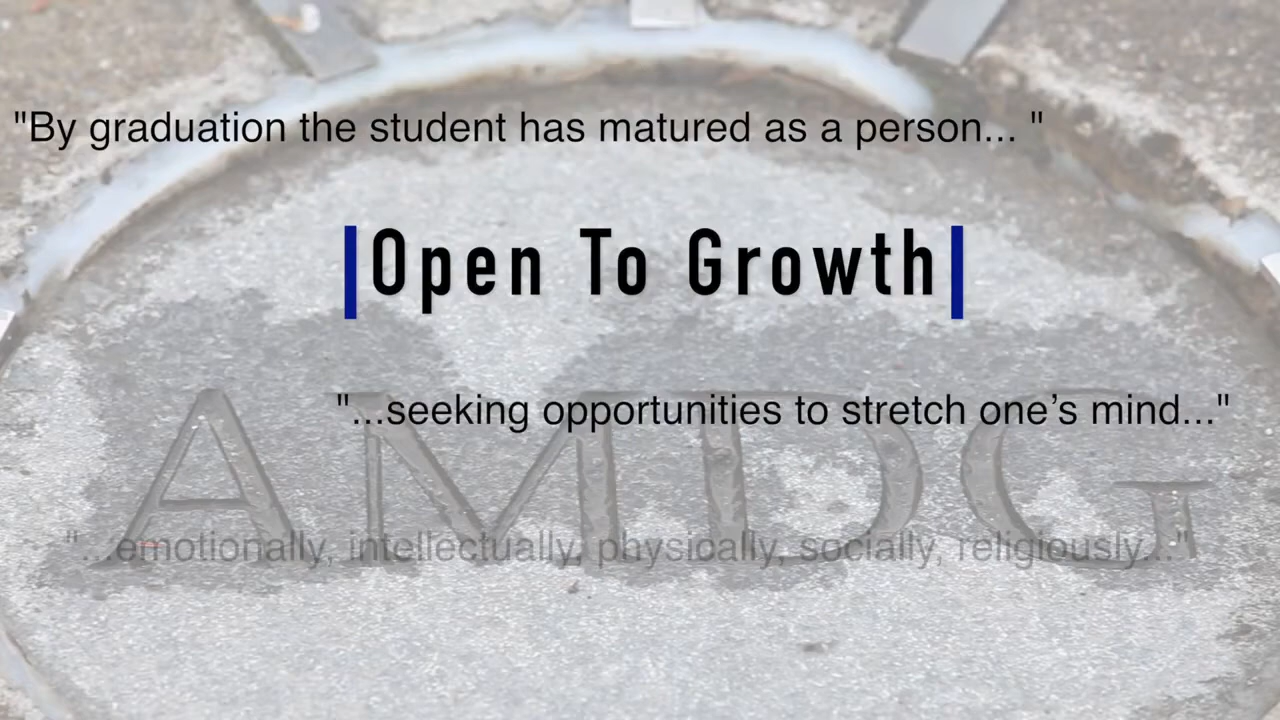 "By graduation the student has matured as a person... "
Open To Growth
"...seeking opportunities to stretch one’s mind..."
AMDG
"...emotionally, intellectually, physically, socially, religiously..."